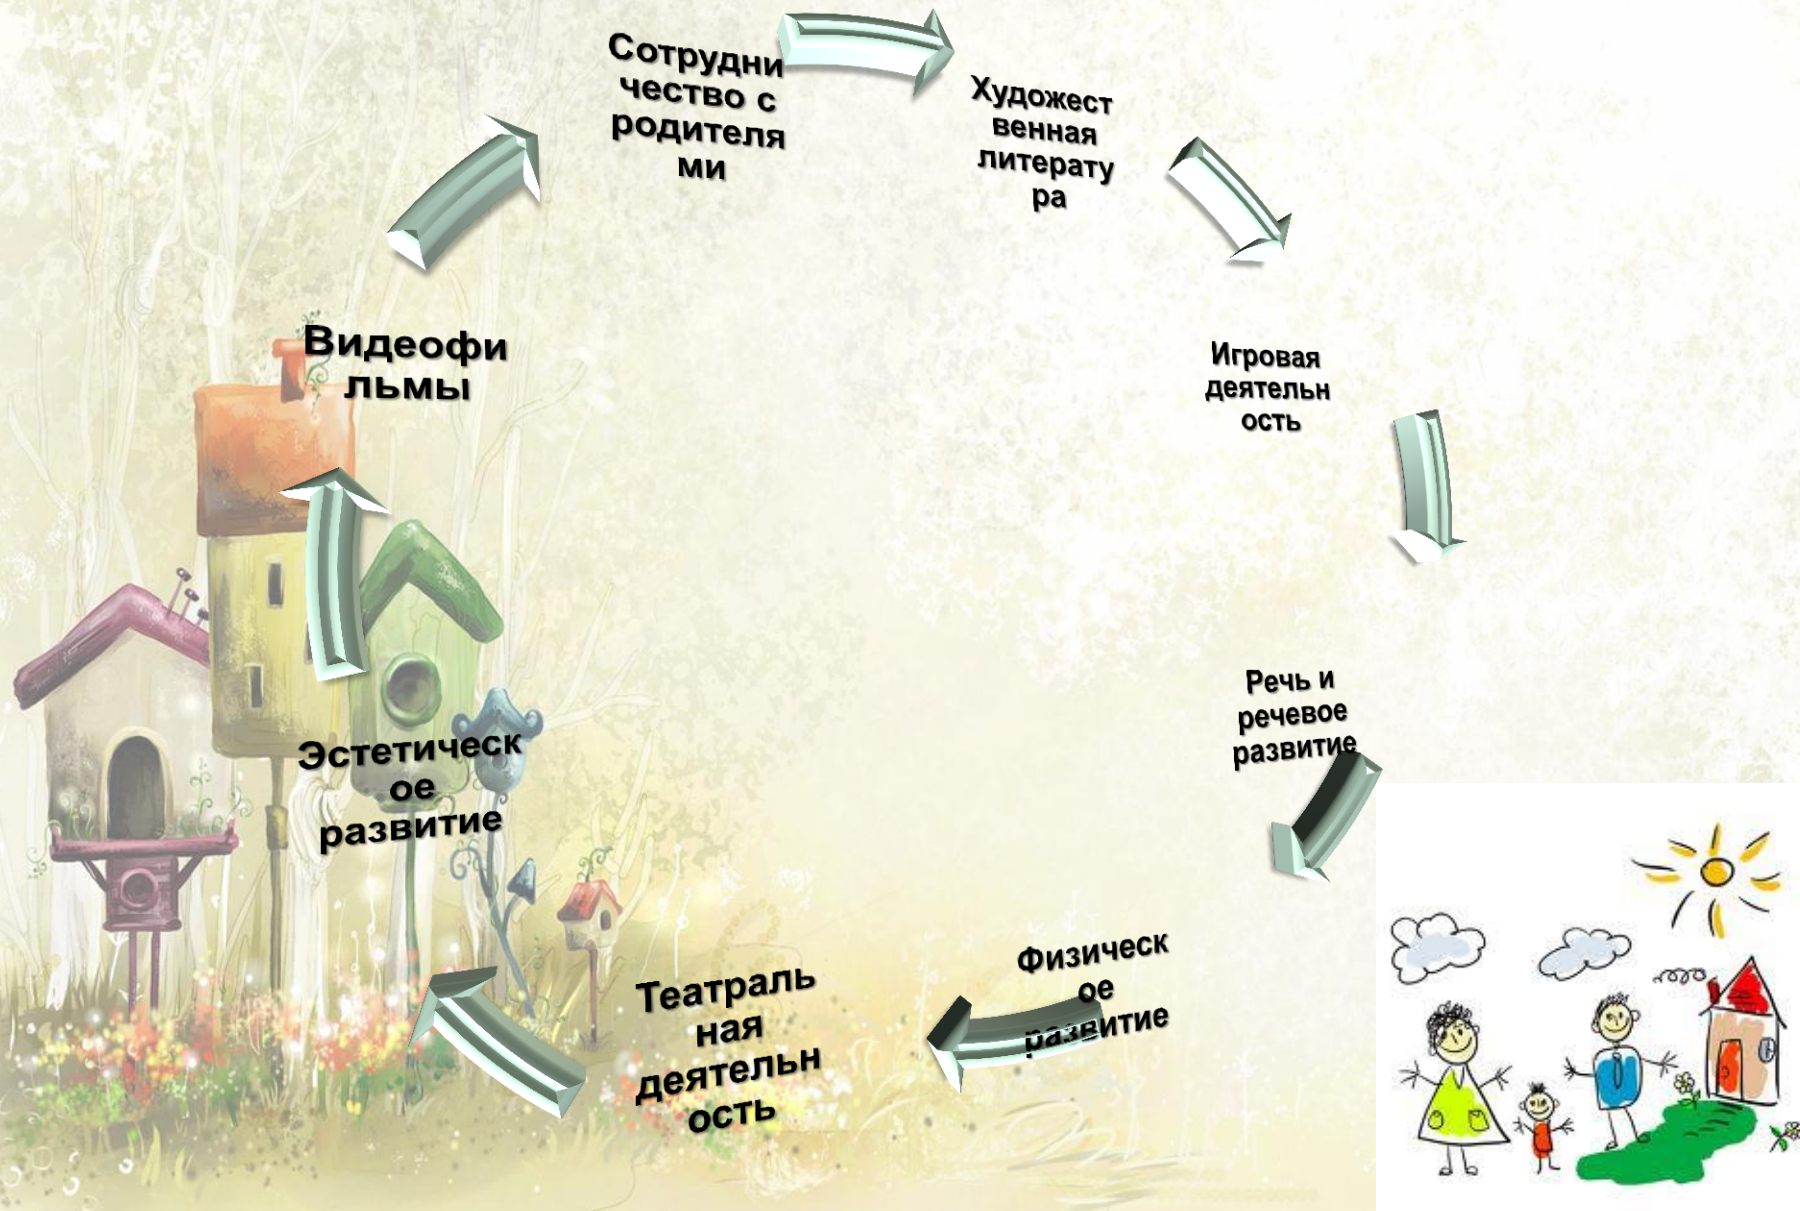 Сотрудни
чество с
родителя
ми
Художест
венная
литерату
ра
Игровая
деятельн
ость
Речь и
речевое
развитие
Физическ
ое
развитие
Театраль
ная
деятельн
ость
Эстетическ
ое
развитие
Видеофи
льмы